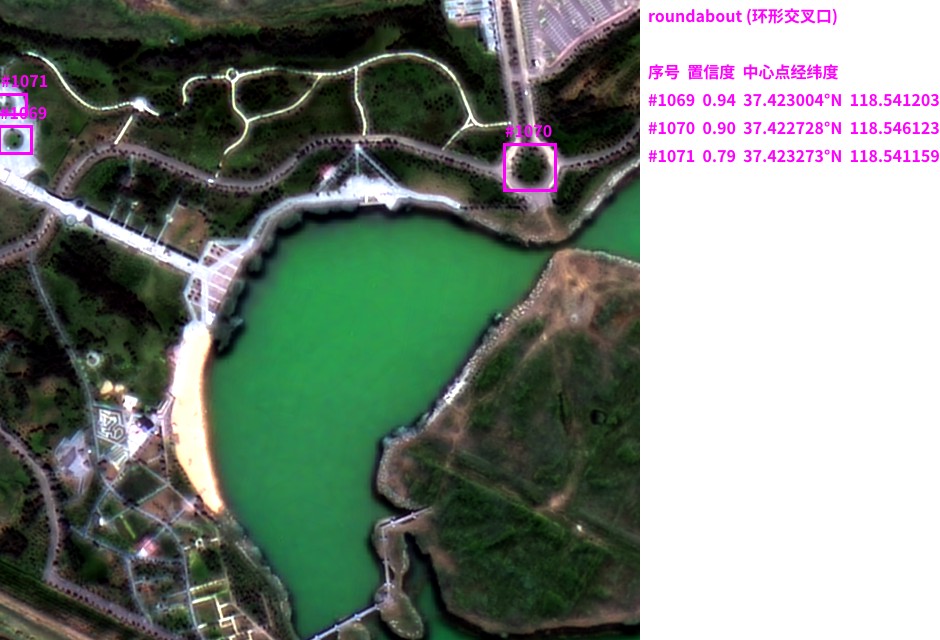 roundabout (环形交叉口)
序号 置信度 中心点经纬度
#1069 0.94 37.423004°N 118.541203
#1070 0.90 37.422728°N 118.546123
#1071 0.79 37.423273°N 118.541159
#1071
#1069
#1070